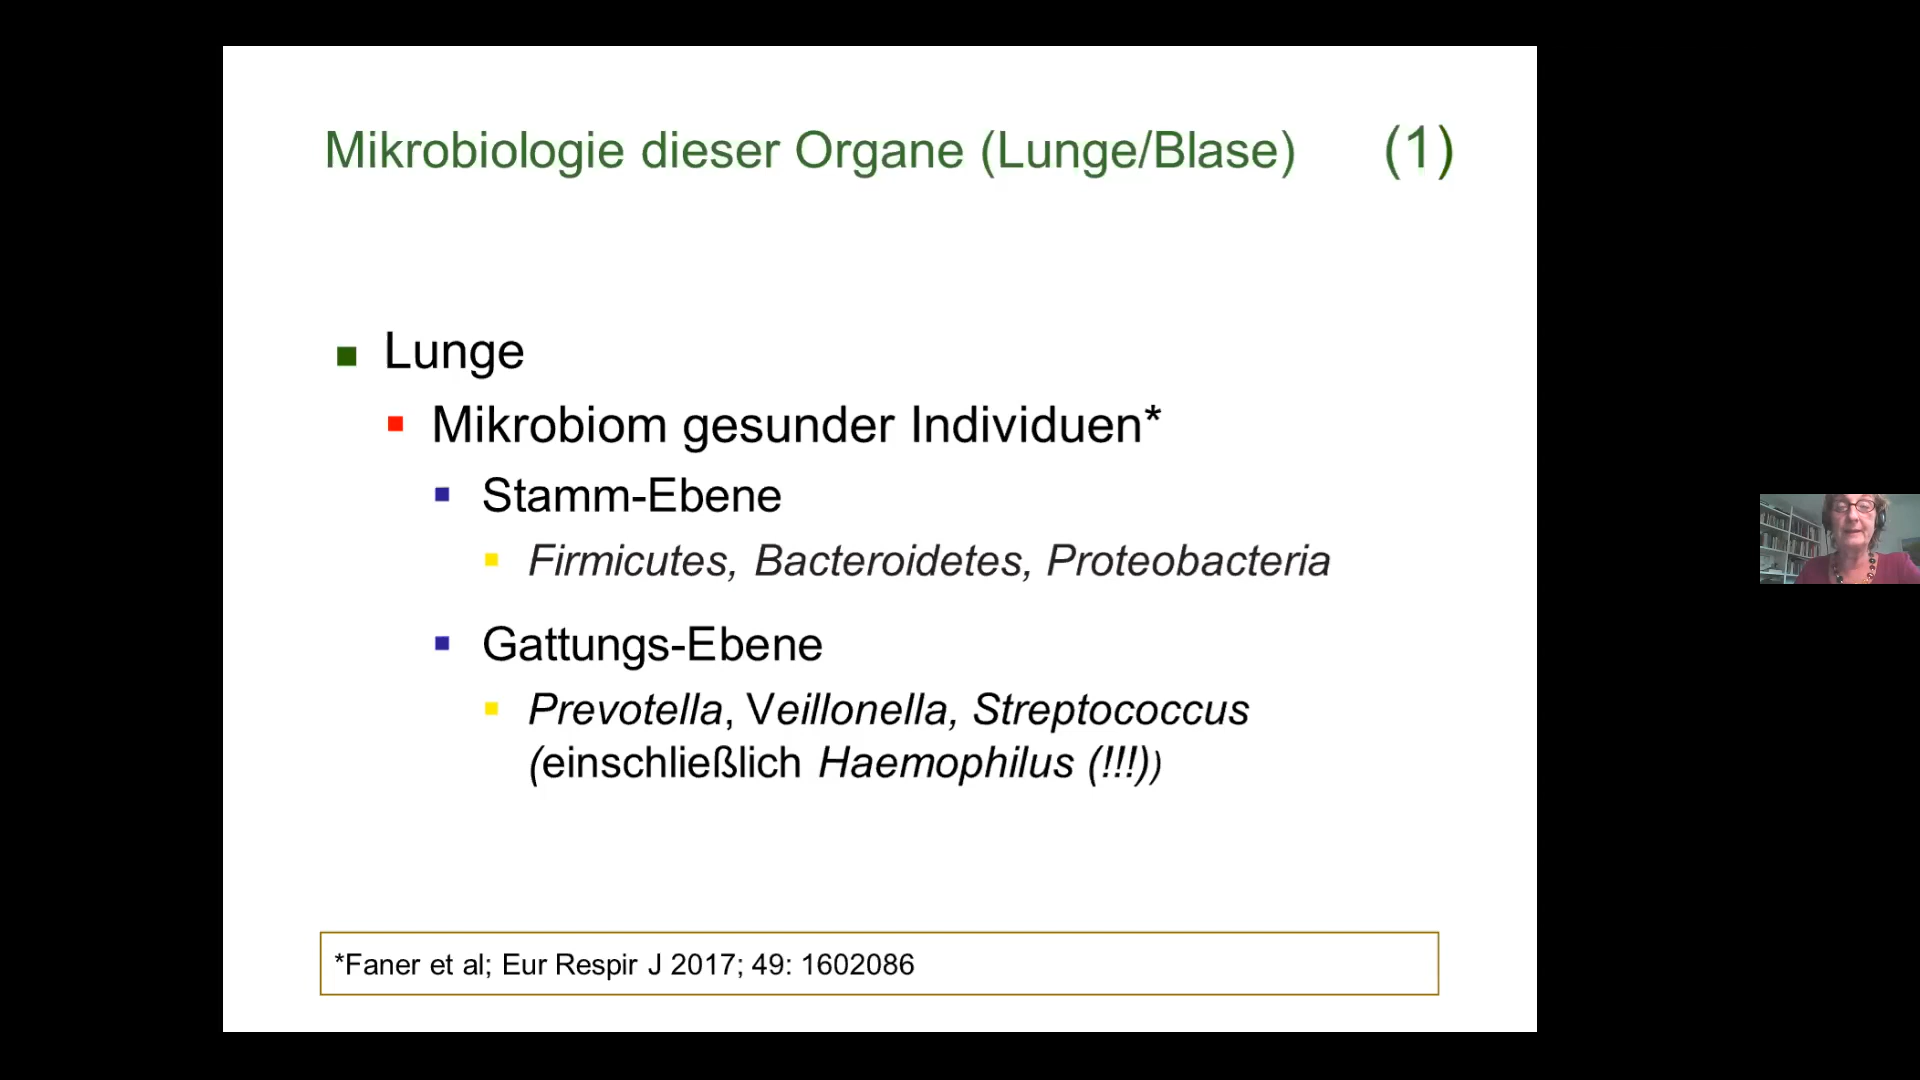 Mikrobiologie dieser Organe (Lunge/Blase) (1)
Lunge
Mikrobiom gesunder Individuen*
Stamm-Ebene
Firmicutes, Bacteroidetes, Proteobacteria
Gattungs-Ebene
Prevotella, Veillonella, Streptococcus
(einschließlich Haemophilus (!!!))
*Faner et al; Eur Respir J 2017; 49: 1602086